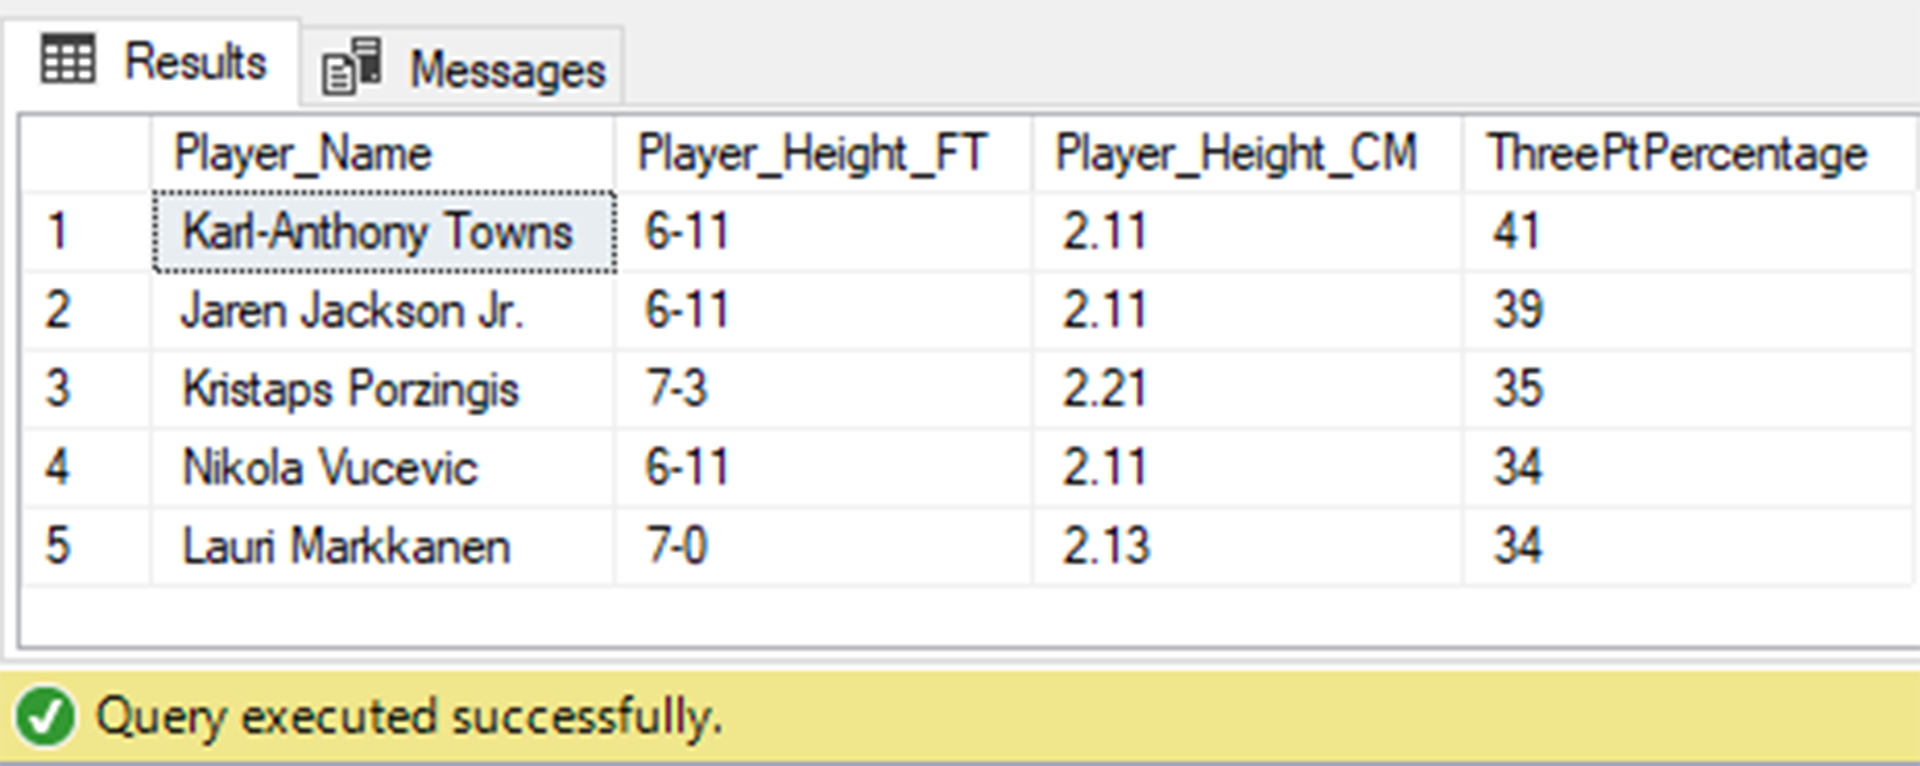 Results Messages
Player_Name Player_Height_FT Player_Height_CM ThreePtPercentage
1 Karl-Anthony Towns 6-11 2.11 41
2 Jaren Jackson Jr. 6-11 2.11 39
3 Kristaps Porzingis 7-3 2.21 35
4 Nikola Vucevic 6-11 2.11 34
5 Lauri Markkanen 7-0 2.13 34
Query executed successfully.